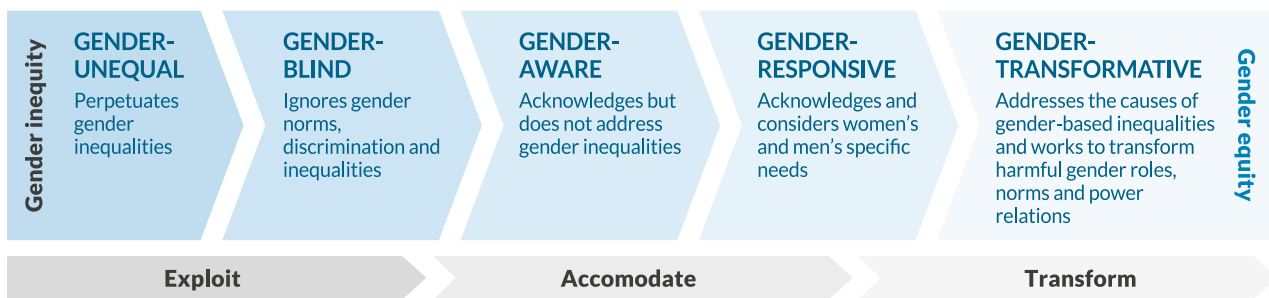 Gender inequity
GENDER-
UNEQUAL
Perpetuates
gender
inequalities
GENDER-
BLIND
Ignores gender
norms,
discrimination and
inequalities
GENDER-
AWARE
Acknowledges but
does not address
gender inequalities
GENDER-
RESPONSIVE
Acknowledges and
considers women’s
and men’s specific
needs
GENDER-
TRANSFORMATIVE
Addresses the causes of
gender-based inequalities
and works to transform
harmful gender roles,
norms and power
relations
Gender equity
Exploit
Accomodate
Transform